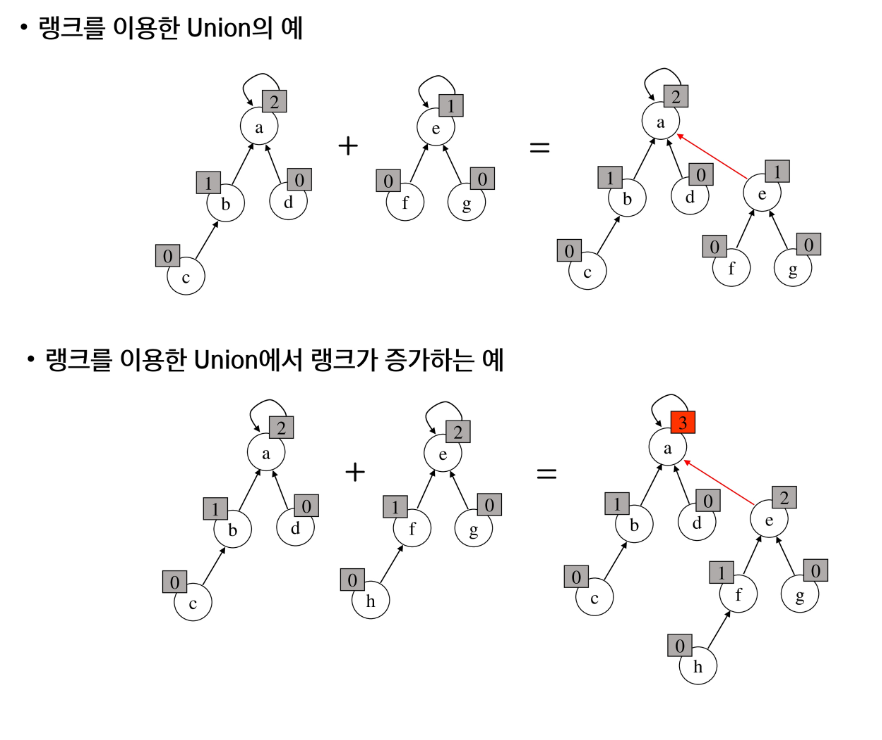 • 랭크를 이용한 Union의 예
2 1 2
a + e = a
1 0 0 0 1 0 1
b d f g b d e
0 0 0 0
c c f g
• 랭크를 이용한 Union에서 랭크가 증가하는 예
2 2 3
a + e = a
1 0 1 0 1 0 2
b d f g b d e
0 0 0 1 0
c h c f g
0
h